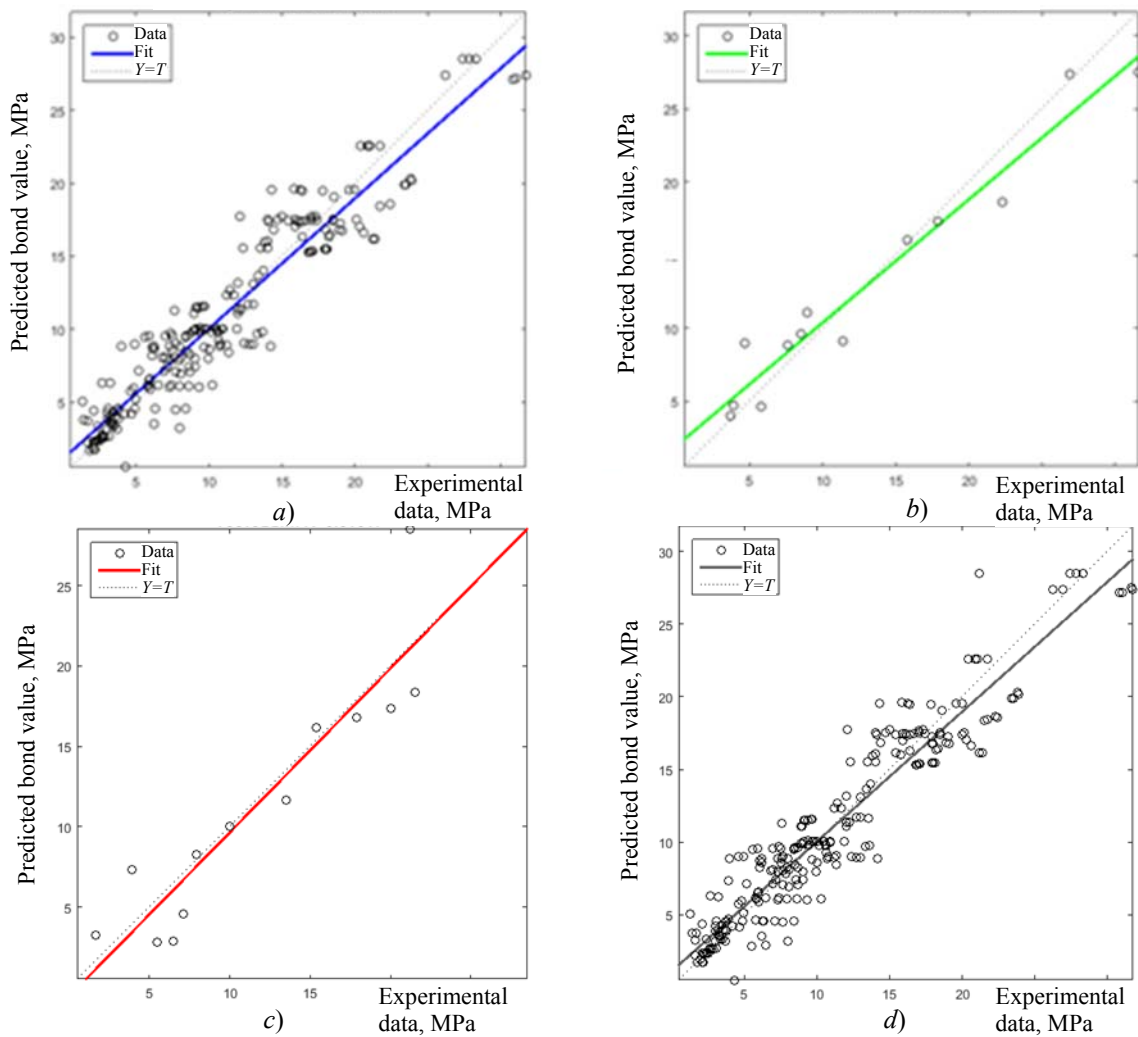 Predicted bond value, MPa
30
25
20
15
10
5
Data
Fit
Y=T
5
10
15
20
Experimental
data, MPa
a)
Predicted bond value, MPa
30
25
20
15
10
5
Data
Fit
Y=T
5
10
15
20
Experimental
data, MPa
b)
Predicted bond value, MPa
25
20
15
10
5
Data
Fit
Y=T
5
10
15
Experimental
data, MPa
c)
Predicted bond value, MPa
30
25
20
15
10
5
Data
Fit
Y=T
5
10
15
20
Experimental
data, MPa
d)